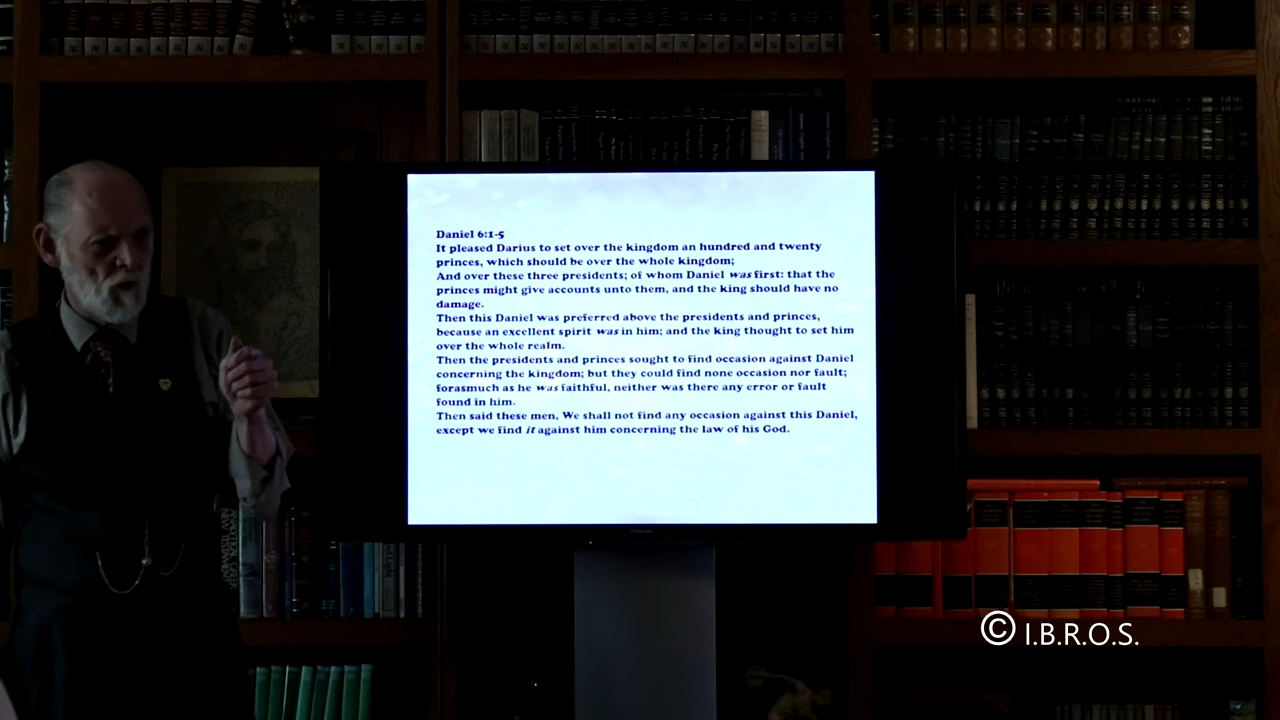 Daniel 6:1-5
It pleased Darius to set over the kingdom an hundred and twenty
princes, which should be over the whole kingdom;
And over these three presidents; of whom Daniel was first: that the
princes might give accounts unto them, and the king should have no
damage.
Then this Daniel was preferred above the presidents and princes,
because an excellent spirit was in him; and the king thought to set him
over the whole realm.
Then the presidents and princes sought to find occasion against Daniel
concerning the kingdom; but they could find none occasion nor fault;
forasmuch as he was faithful, neither was there any error or fault
found in him.
Then said these men, We shall not find any occasion against this Daniel,
except we find it against him concerning the law of his God.
ANALYTICAL
NEW TESTAMENT
© I.B.R.O.S.